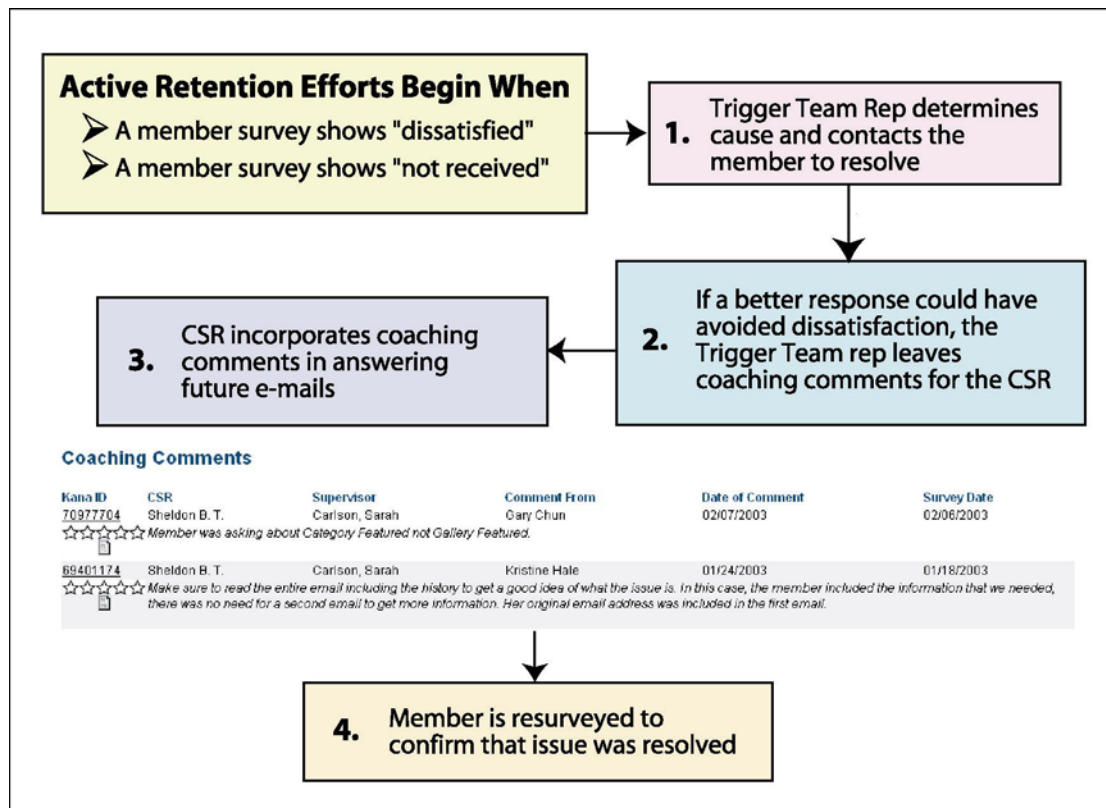 Active Retention Efforts Begin When
➢ A member survey shows "dissatisfied"
➢ A member survey shows "not received"
1. Trigger Team Rep determines
cause and contacts the
member to resolve
2. If a better response could have
avoided dissatisfaction, the
Trigger Team rep leaves
coaching comments for the CSR
3. CSR incorporates coaching
comments in answering
future e-mails
Coaching Comments
Kana ID CSR Supervisor Comment From Date of Comment Survey Date
70977704 Sheldon B. T. Carlson, Sarah Gary Chun 02/07/2003 02/06/2003
Member was asking about Category Featured not Gallery Featured.
69401174 Sheldon B. T. Carlson, Sarah Kristine Hale 01/24/2003 01/18/2003
Make sure to read the entire email including the history to get a good idea of what the issue is. In this case, the member included the information that we needed,
there was no need for a second email to get more information. Her original email address was included in the first email.
4. Member is resurveyed to
confirm that issue was resolved